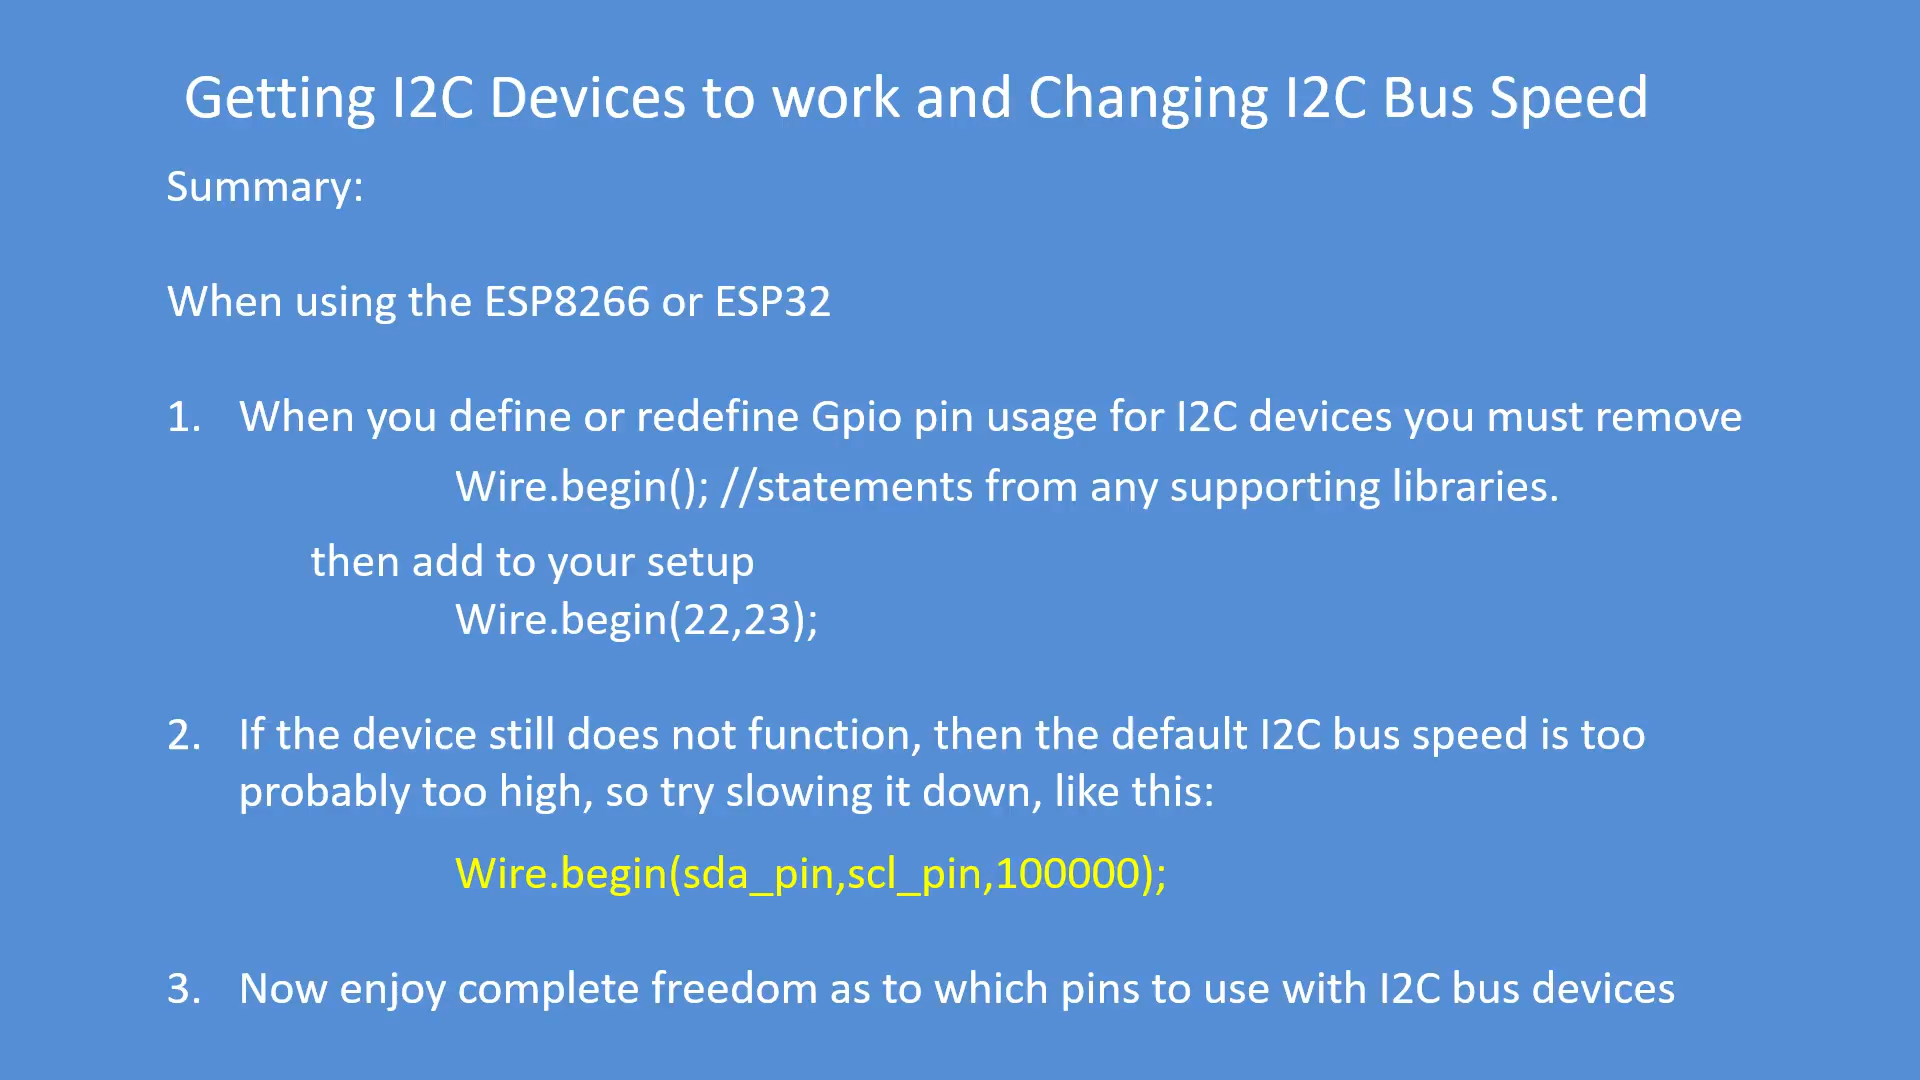 Getting I2C Devices to work and Changing I2C Bus Speed
Summary:
When using the ESP8266 or ESP32
1. When you define or redefine Gpio pin usage for I2C devices you must remove
Wire.begin(); //statements from any supporting libraries.
then add to your setup
Wire.begin(22,23);
2. If the device still does not function, then the default I2C bus speed is too
probably too high, so try slowing it down, like this:
Wire.begin(sda_pin,scl_pin,100000);
3. Now enjoy complete freedom as to which pins to use with I2C bus devices